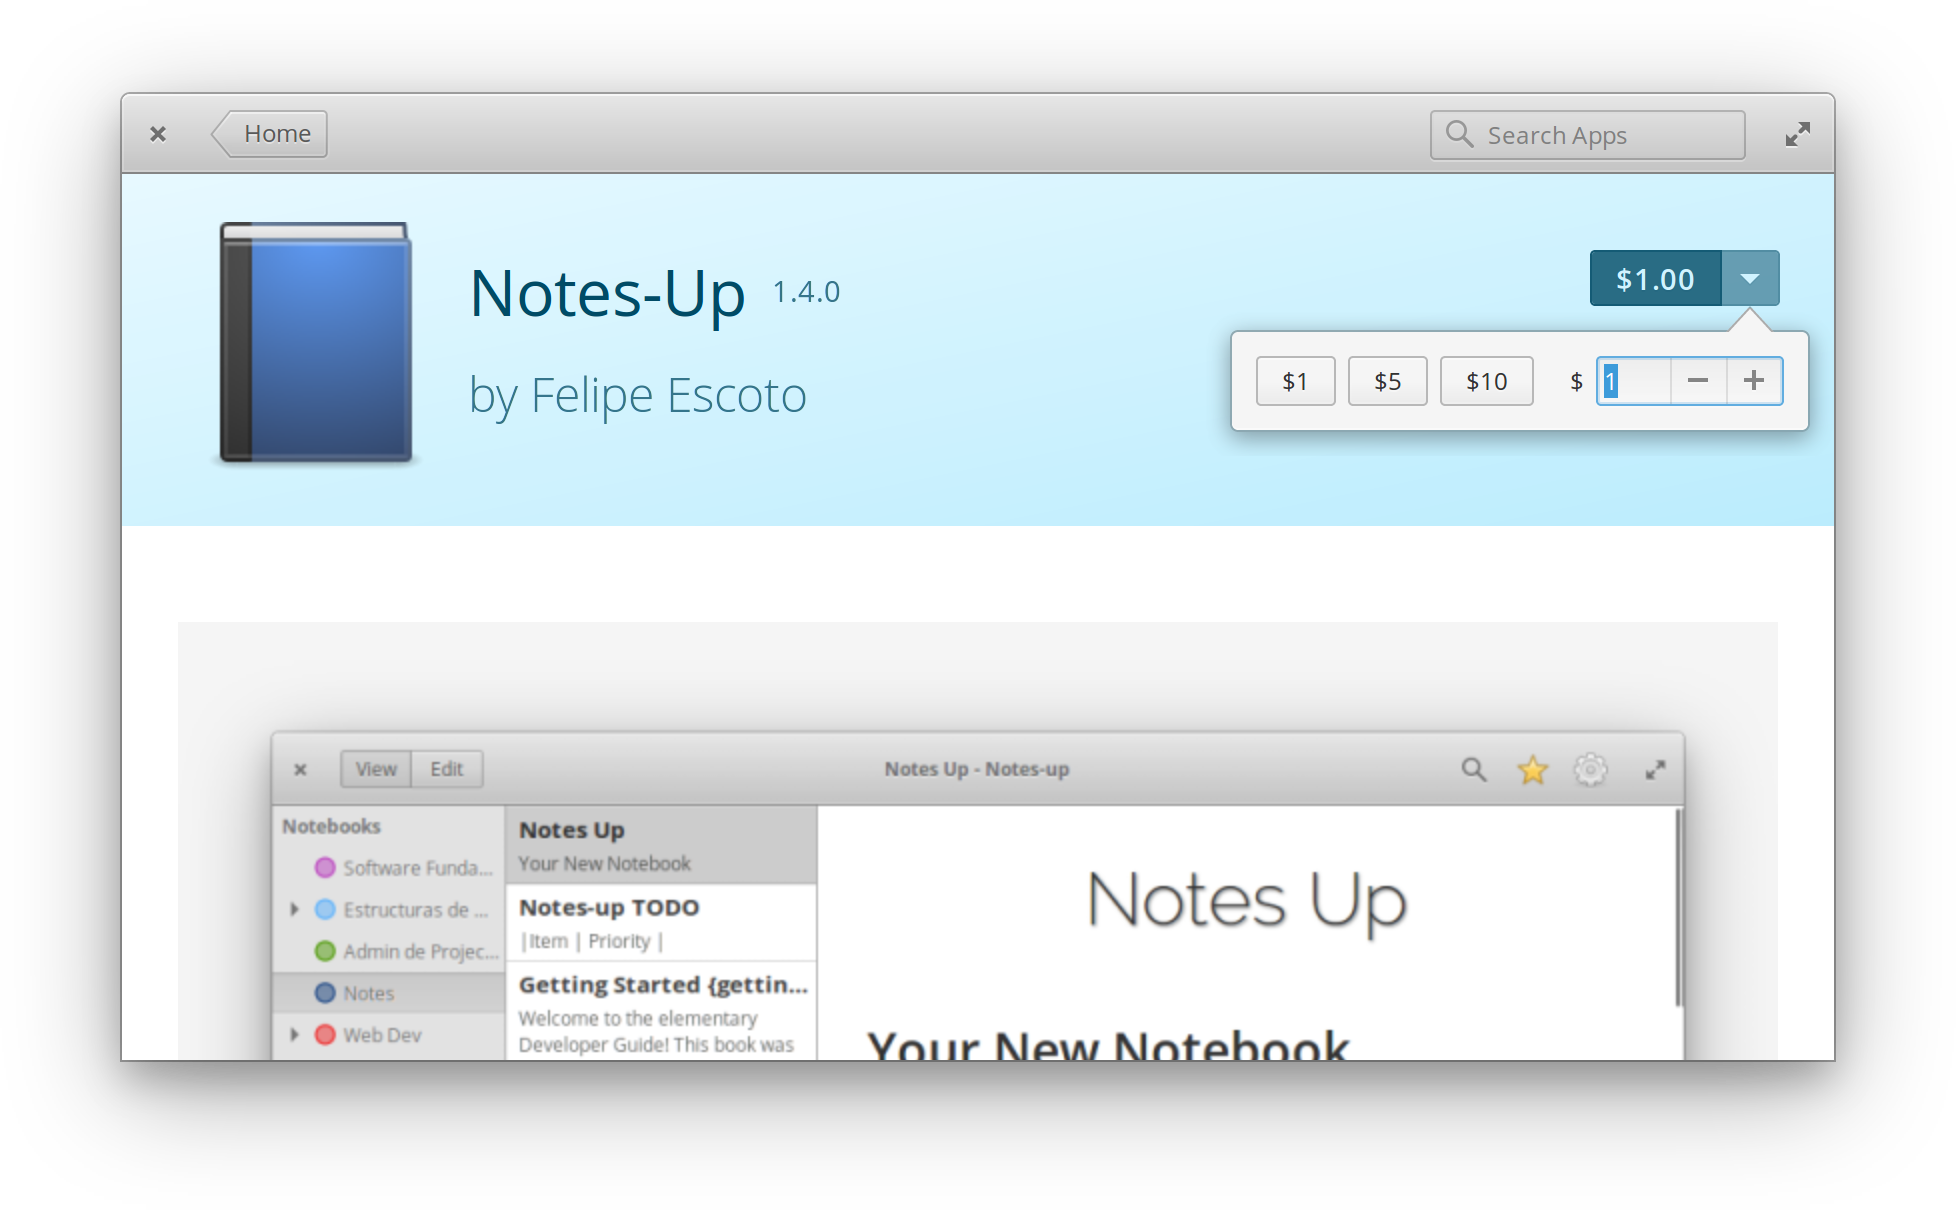 Home
Search Apps
Notes-Up 1.4.0
$1.00
by Felipe Escoto
$1 $5 $10 $ 1
View Edit
Notes Up - Notes-up
Notebooks
Software Funda...
Estructuras de ...
Admin de Projec...
Notes
Web Dev
Notes Up
Your New Notebook
Notes-up TODO
|Item | Priority |
Getting Started {gettin...
Welcome to the elementary
Developer Guide! This book was
Notes Up
Your New Notebook